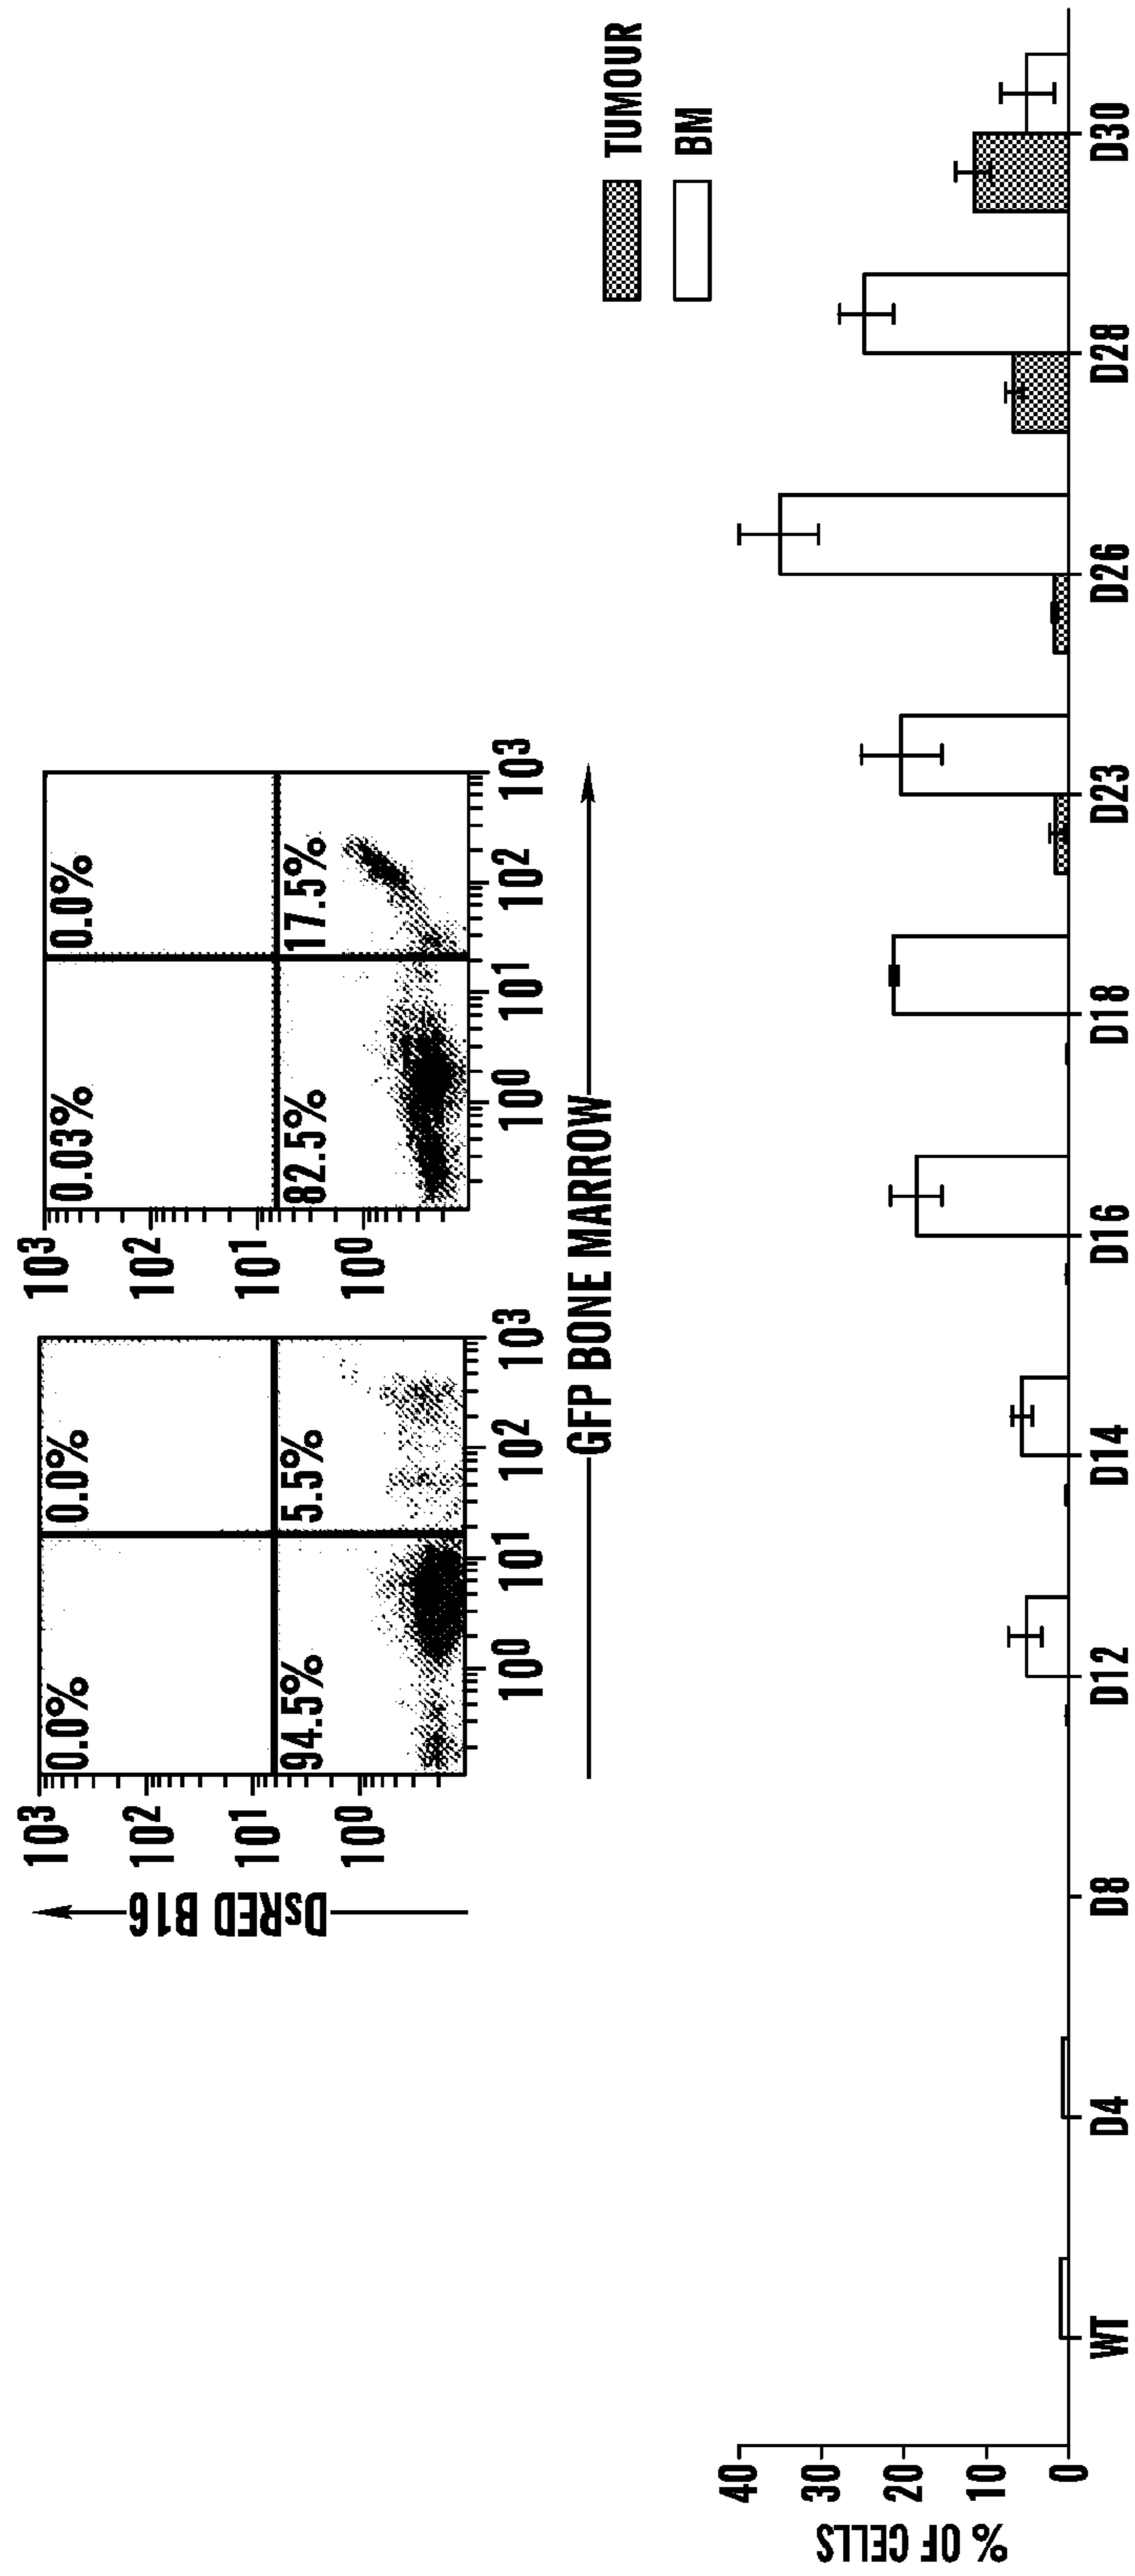 DsRED B16
10³
10²
10¹
10⁰
0.0%
0.0%
94.5%
5.5%
10⁰
10¹
10²
10³
10³
10²
10¹
10⁰
0.03%
0.0%
82.5%
17.5%
10⁰
10¹
10²
10³
GFP BONE MARROW
TUMOUR
BM
% OF CELLS
40
30
20
10
0
WT
D4
D8
D12
D14
D16
D18
D23
D26
D28
D30